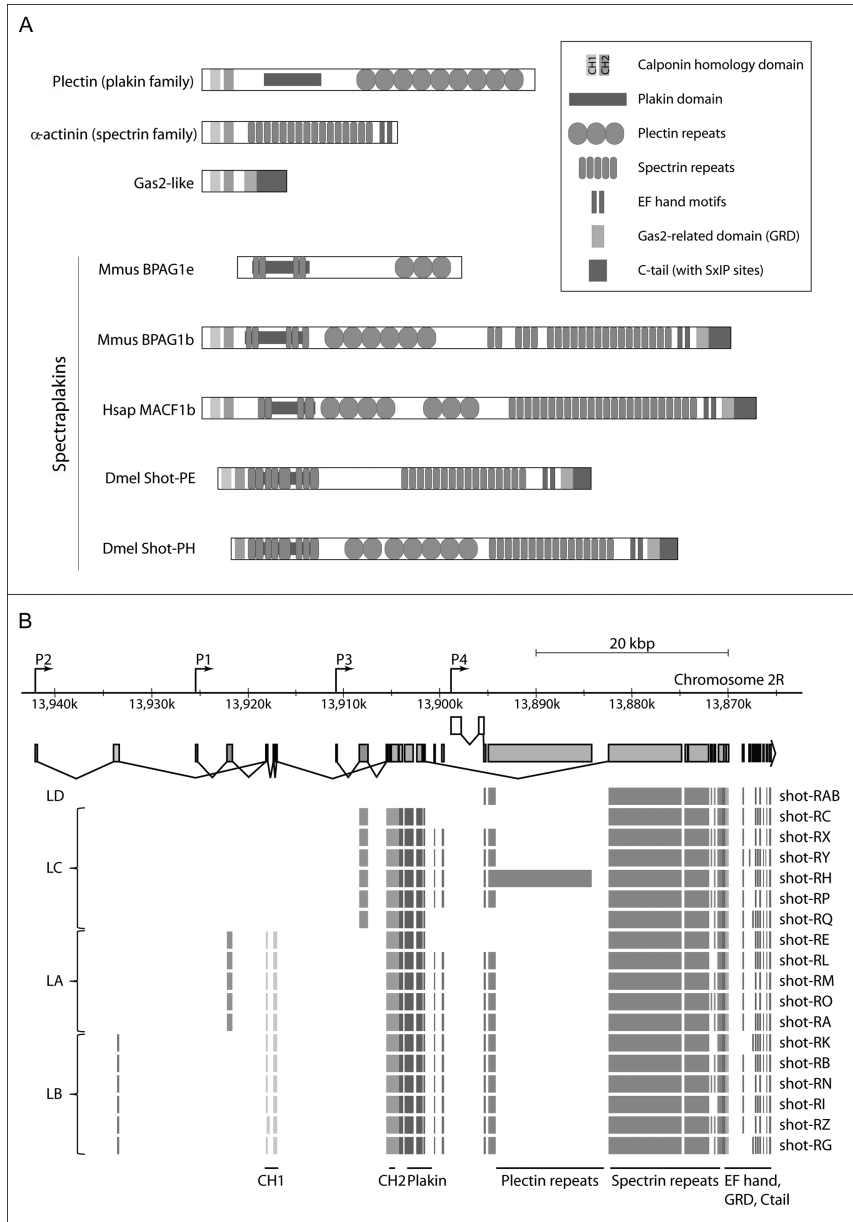 A
Plectin (plakin family)
α-actinin (spectrin family)
Gas2-like
Spectraplakins
Mmus BPAG1e
Mmus BPAG1b
Hsap MACF1b
Dmel Shot-PE
Dmel Shot-PH
CH1
CH2
Calponin homology domain
Plakin domain
Plectin repeats
Spectrin repeats
EF hand motifs
Gas2-related domain (GRD)
C-tail (with SxIP sites)
B
20 kbp
P2
P1
P3
P4
Chromosome 2R
13,940k
13,930k
13,920k
13,910k
13,900k
13,890k
13,880k
13,870k
LD
LC
LA
LB
shot-RAB
shot-RC
shot-RX
shot-RY
shot-RH
shot-RP
shot-RQ
shot-RE
shot-RL
shot-RM
shot-RO
shot-RA
shot-RK
shot-RB
shot-RN
shot-RI
shot-RZ
shot-RG
CH1
CH2
Plakin
Plectin repeats
Spectrin repeats
EF hand,
GRD, Ctail